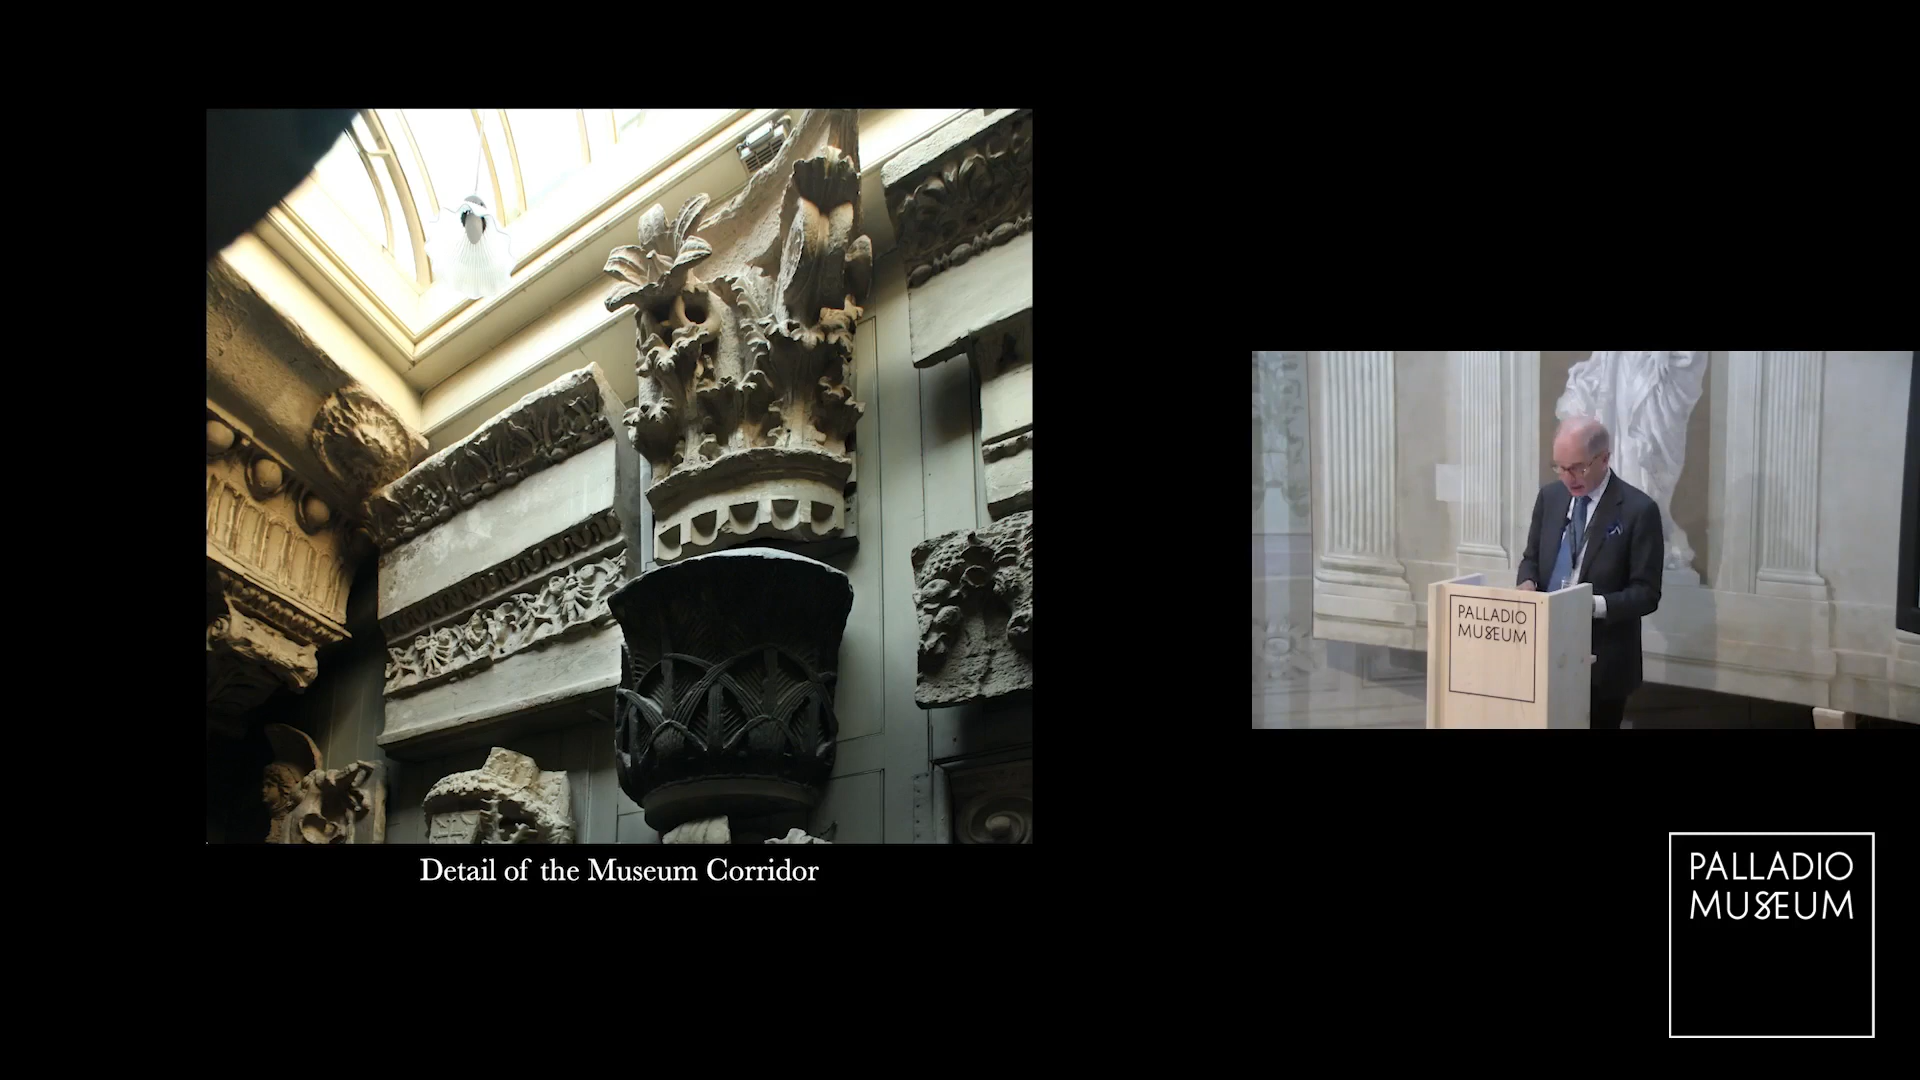 Detail of the Museum Corridor
PALLADIO
MUSEUM
PALLADIO
MUSEUM